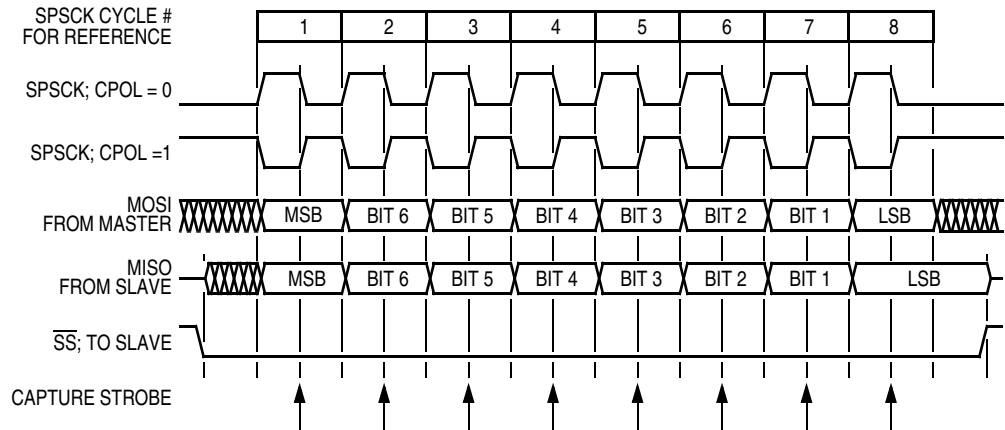 SPSCK CYCLE #
FOR REFERENCE
1 2 3 4 5 6 7 8
SPSCK; CPOL = 0
SPSCK; CPOL =1
MOSI
FROM MASTER
MSB BIT 6 BIT 5 BIT 4 BIT 3 BIT 2 BIT 1 LSB
MISO
FROM SLAVE
MSB BIT 6 BIT 5 BIT 4 BIT 3 BIT 2 BIT 1 LSB
S̅S̅; TO SLAVE
CAPTURE STROBE